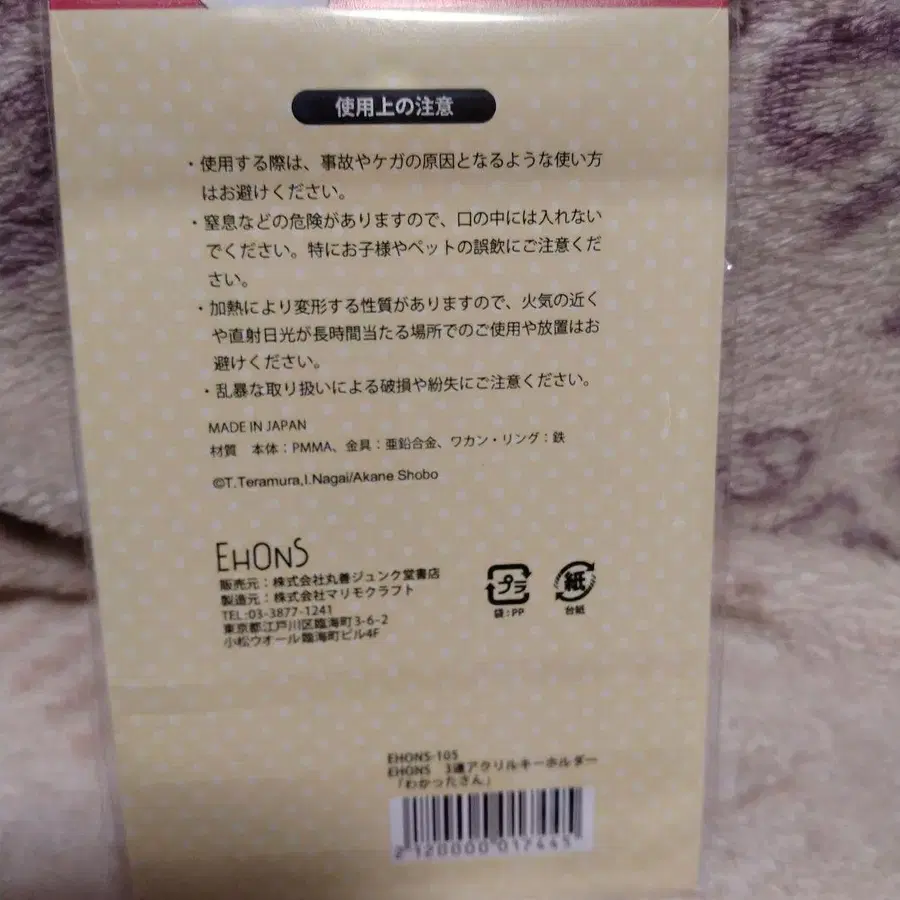 使用上の注意
・使用する際は、事故やケガの原因となるような使い方
はお避けください。
・窒息などの危険がありますので、口の中には入れない
でください。特にお子様やペットの誤飲にご注意くだ
さい。
・加熱により変形する性質がありますので、火気の近く
や直射日光が長時間当たる場所でのご使用や放置はお
避けください。
・乱暴な取り扱いによる破損や紛失にご注意ください。
MADE IN JAPAN
材質 本体：PMMA、金具：亜鉛合金、ワカン・リング：鉄
©T.Teramura,I.Nagai/Akane Shobo
EHONS
販売元：株式会社丸善ジュンク堂書店
製造元：株式会社マリモクラフト
TEL:03-3877-1241
東京都江戸川区臨海町3-6-2
小松ウオール臨海町ビル4F
プラ
袋：PP
紙
台紙
EHONS-105
EHONS 3連アクリルキーホルダー
「わかったさん」
2 120000 017445